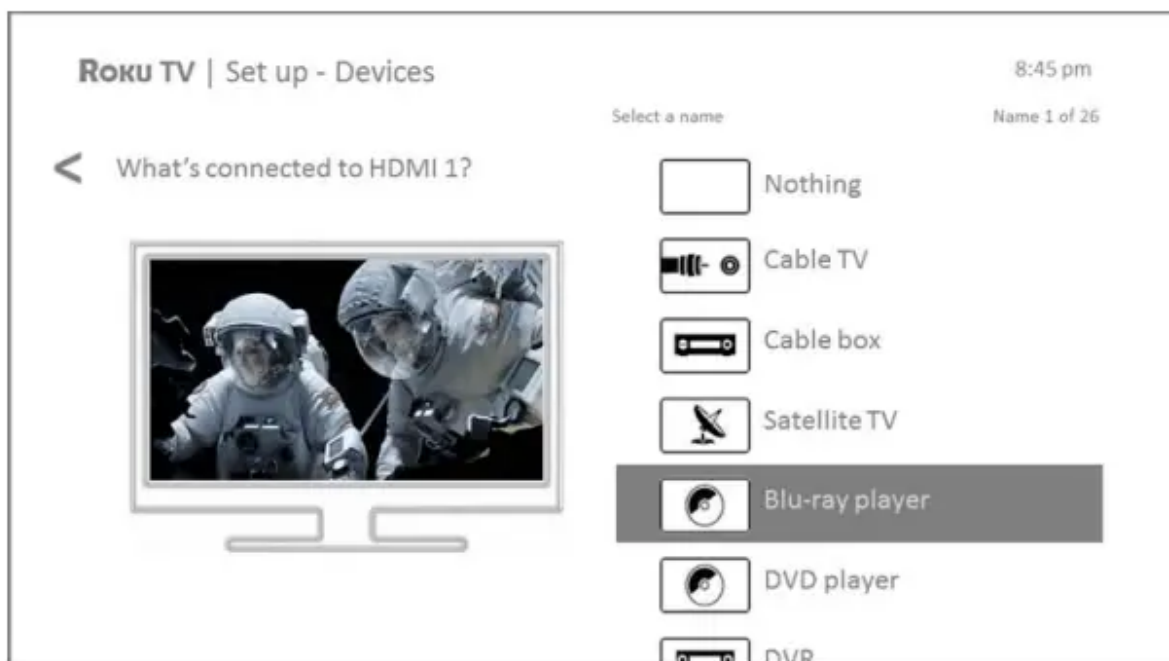 ROKU TV | Set up - Devices
8:45 pm
Select a name
Name 1 of 26
< What's connected to HDMI 1?
Nothing
Cable TV
Cable box
Satellite TV
Blu-ray player
DVD player
DVR